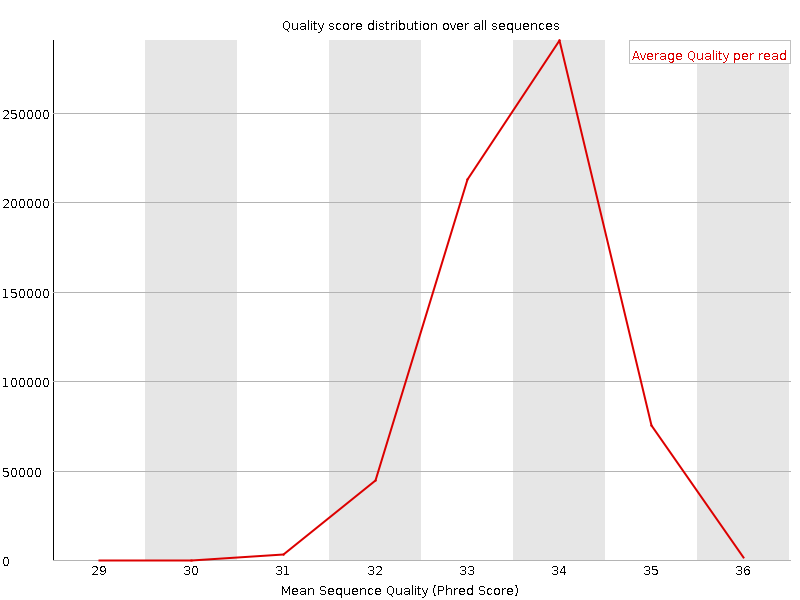 Quality score distribution over all sequences
Average Quality per read
250000
200000
150000
100000
50000
0
29 30 31 32 33 34 35 36
Mean Sequence Quality (Phred Score)